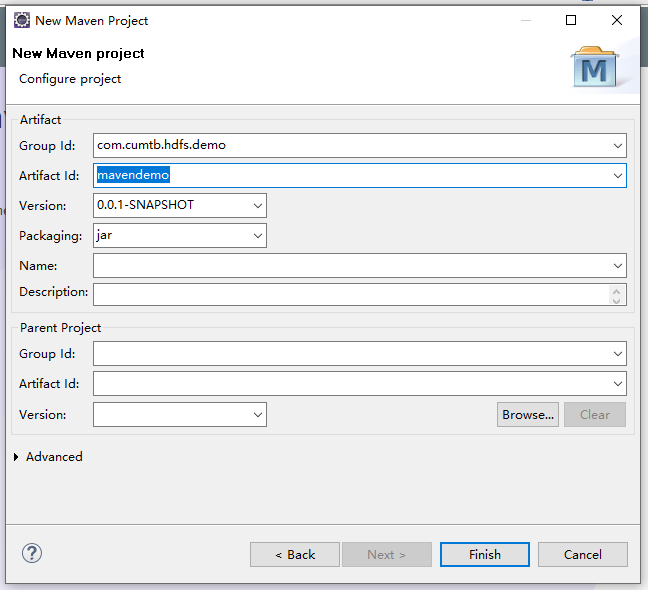 New Maven Project
New Maven project
Configure project
M
Artifact
Group Id: com.cumtb.hdfs.demo
Artifact Id: mavendemo
Version: 0.0.1-SNAPSHOT
Packaging: jar
Name:
Description:
Parent Project
Group Id:
Artifact Id:
Version: Browse... Clear
Advanced
? < Back Next > Finish Cancel